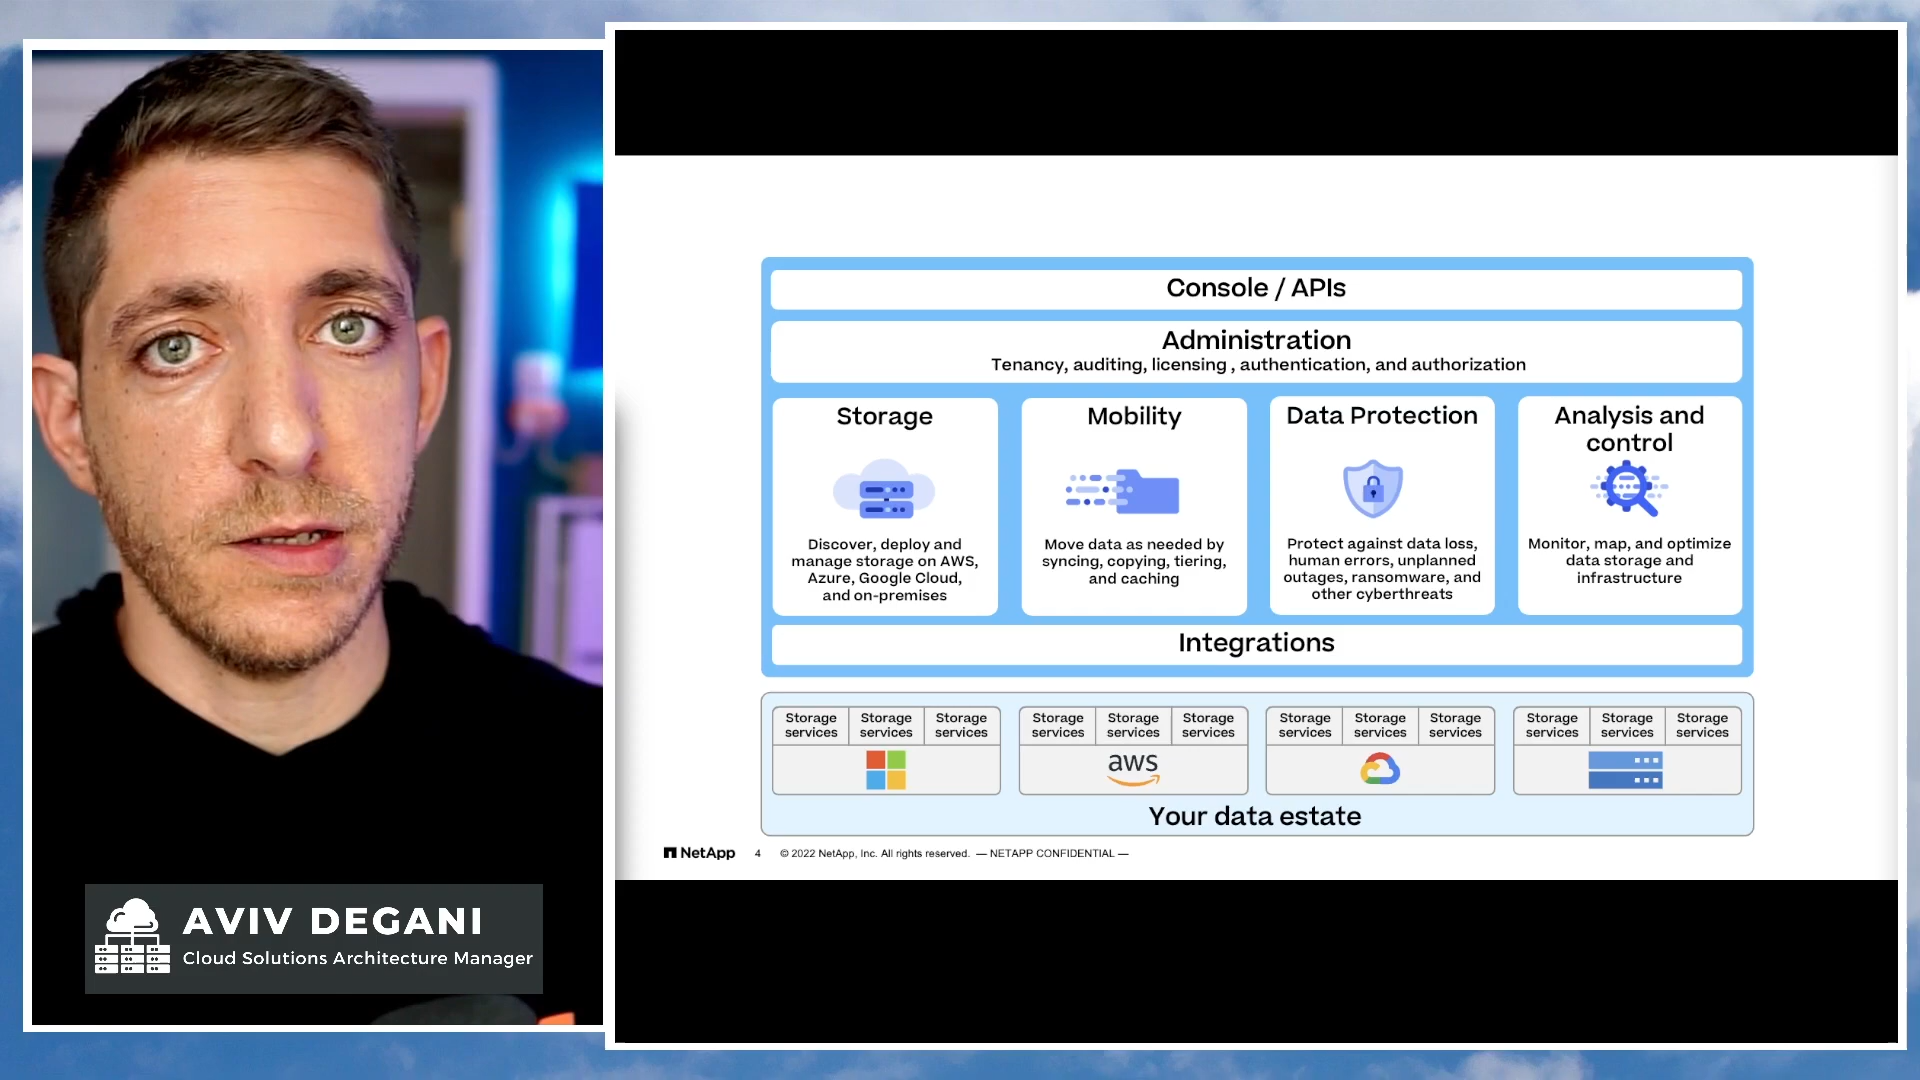 AVIV DEGANI
Cloud Solutions Architecture Manager
Console / APIs
Administration
Tenancy, auditing, licensing , authentication, and authorization
Storage
Discover, deploy and
manage storage on AWS,
Azure, Google Cloud,
and on-premises
Mobility
Move data as needed by
syncing, copying, tiering,
and caching
Data Protection
Protect against data loss,
human errors, unplanned
outages, ransomware, and
other cyberthreats
Analysis and
control
Monitor, map, and optimize
data storage and
infrastructure
Integrations
Storage
services
Storage
services
Storage
services
Storage
services
Storage
services
Storage
services
aws
Storage
services
Storage
services
Storage
services
Storage
services
Storage
services
Storage
services
Your data estate
NetApp 4 © 2022 NetApp, Inc. All rights reserved. — NETAPP CONFIDENTIAL —